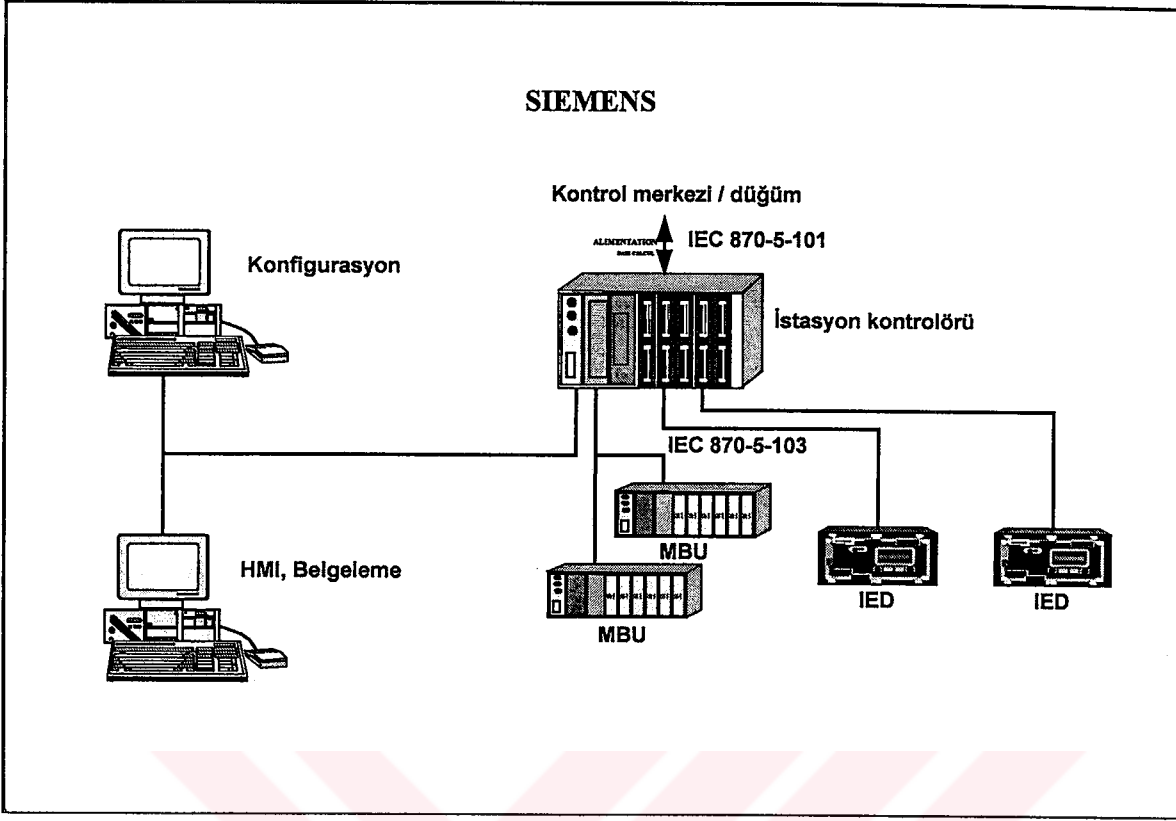 SIEMENS
Kontrol merkezi / düğüm
ALIMENTATION
IEC 870-5-101
Konfigurasyon
İstasyon kontrolörü
IEC 870-5-103
MBU
HMI, Belgeleme
IED
IED
MBU